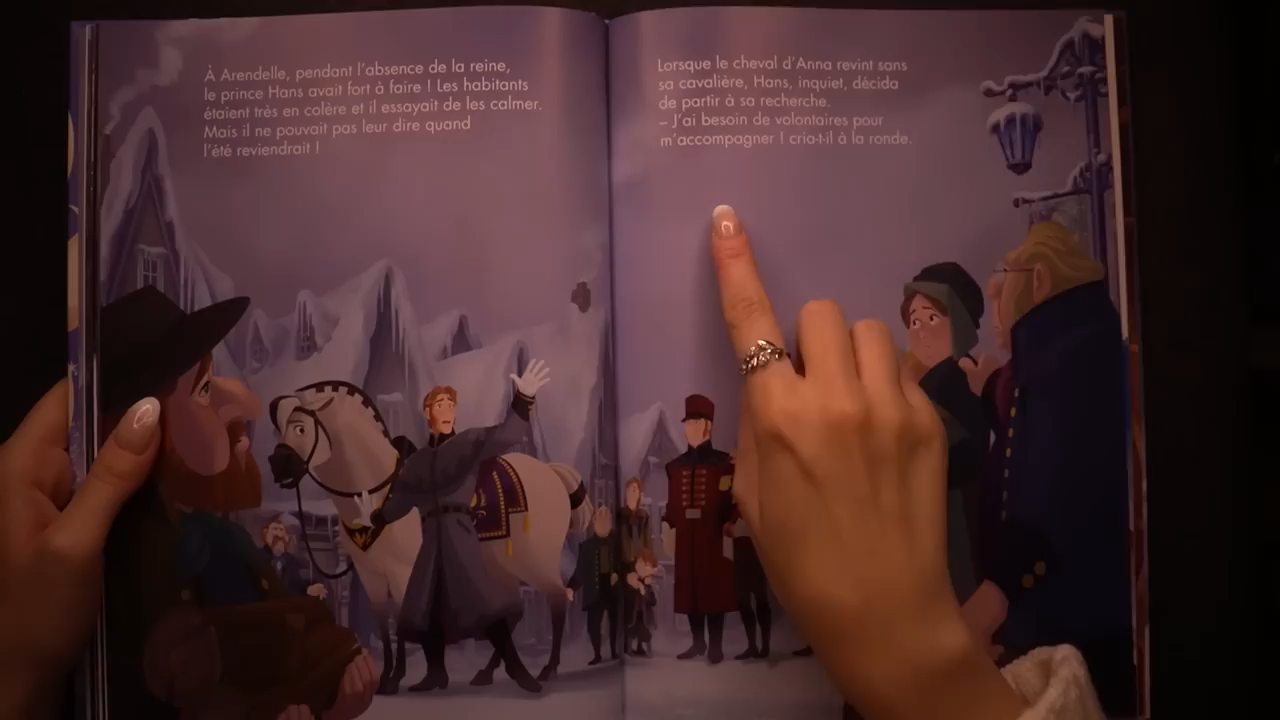 À Arendelle, pendant l'absence de la reine,
le prince Hans avait fort à faire ! Les habitants
étaient très en colère et il essayait de les calmer.
Mais il ne pouvait pas leur dire quand
l'été reviendrait !
Lorsque le cheval d'Anna revint sans
sa cavalière, Hans, inquiet, décida
de partir à sa recherche.
– J'ai besoin de volontaires pour
m'accompagner ! cria-t-il à la ronde.